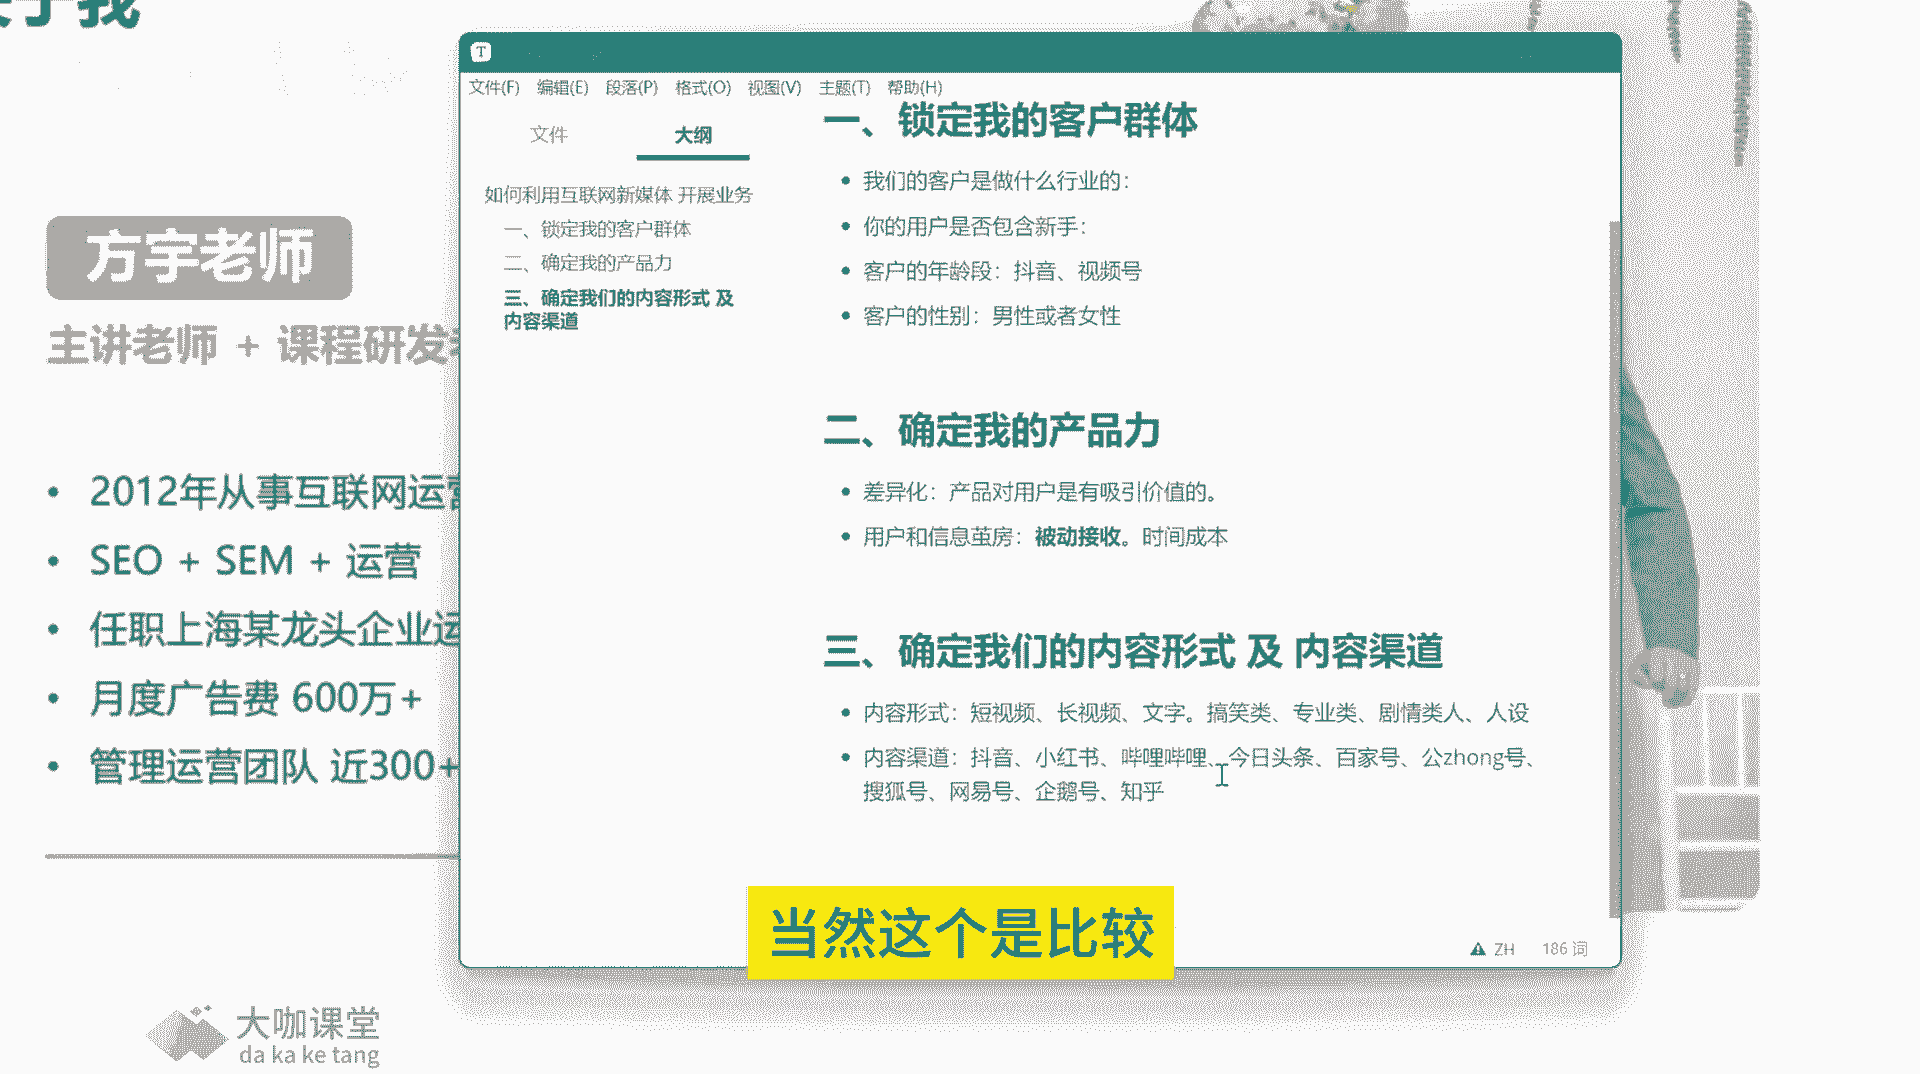 方宇老师
主讲老师 + 课程研发
2012年从事互联网运营
SEO + SEM + 运营
任职上海某龙头企业运
月度广告费 600万+
管理运营团队 近300+
大咖课堂
da ka ke tang
T
文件(F) 编辑(E) 段落(P) 格式(O) 视图(V) 主题(T) 帮助(H)
文件 大纲
如何利用互联网新媒体 开展业务
一、锁定我的客户群体
二、确定我的产品力
三、确定我们的内容形式 及
内容渠道
一、锁定我的客户群体
我们的客户是做什么行业的：
你的用户是否包含新手：
客户的年龄段：抖音、视频号
客户的性别：男性或者女性
二、确定我的产品力
差异化：产品对用户是有吸引价值的。
用户和信息茧房：被动接收。时间成本
三、确定我们的内容形式 及 内容渠道
内容形式：短视频、长视频、文字。搞笑类、专业类、剧情类人、人设
内容渠道：抖音、小红书、哔哩哔哩、今日头条、百家号、公zhong号、
搜狐号、网易号、企鹅号、知乎
ZH 186 词
当然这个是比较